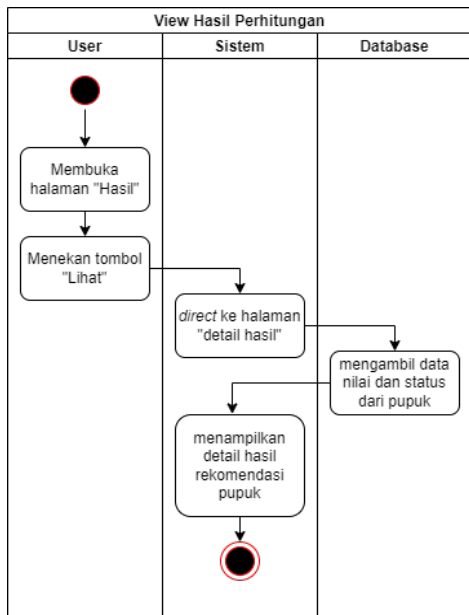 View Hasil Perhitungan
User
Sistem
Database
Membuka
halaman "Hasil"
Menekan tombol
"Lihat"
direct ke halaman
"detail hasil"
mengambil data
nilai dan status
dari pupuk
menampilkan
detail hasil
rekomendasi
pupuk